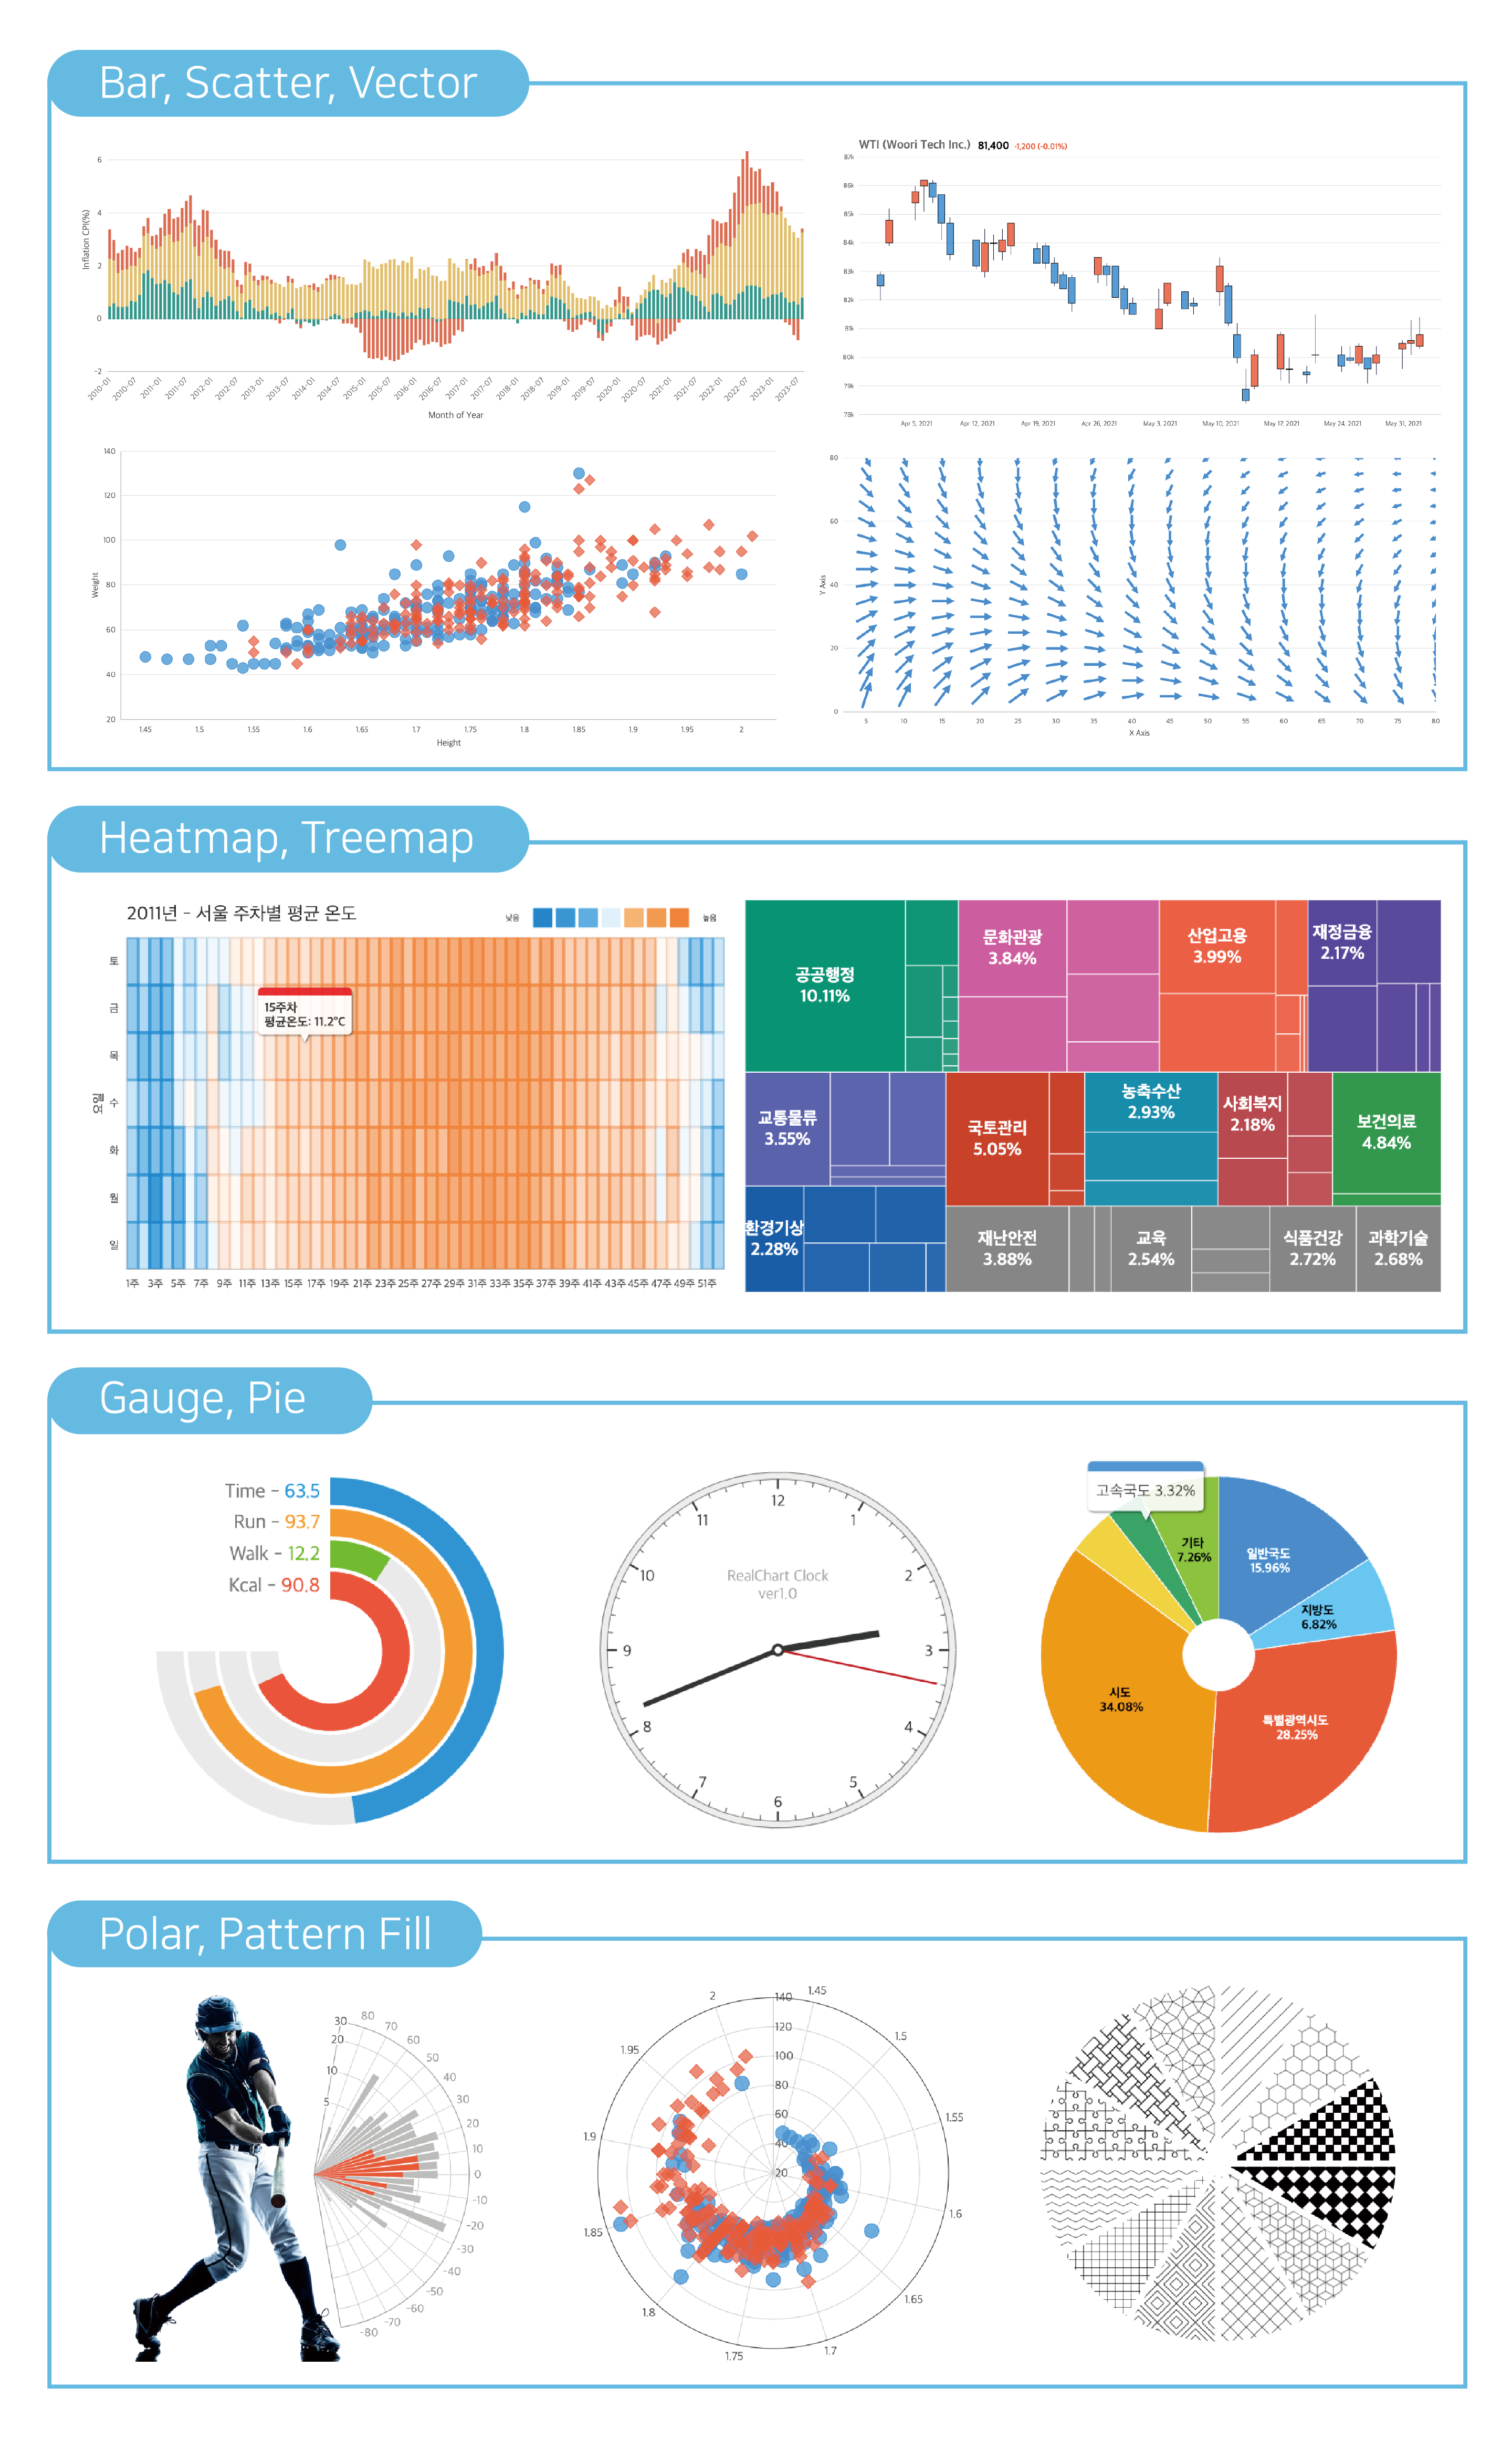 Bar, Scatter, Vector
Inflation CPI(%)
6
4
2
0
-2
2010-01 2010-07 2011-01 2011-07 2012-01 2012-07 2013-01 2013-07 2014-01 2014-07 2015-01 2015-07 2016-01 2016-07 2017-01 2017-07 2018-01 2018-07 2019-01 2019-07 2020-01 2020-07 2021-01 2021-07 2022-01 2022-07 2023-01 2023-07
Month of Year
WTI (Woori Tech Inc.) 81,400 -1,200 (-0.01%)
87k
86k
85k
84k
83k
82k
81k
80k
79k
78k
Apr 5, 2021 Apr 12, 2021 Apr 19, 2021 Apr 26, 2021 May 3, 2021 May 10, 2021 May 17, 2021 May 24, 2021 May 31, 2021
Weight
140
120
100
80
60
40
20
1.45 1.5 1.55 1.6 1.65 1.7 1.75 1.8 1.85 1.9 1.95 2
Height
Y Axis
80
60
40
20
0
5 10 15 20 25 30 35 40 45 50 55 60 65 70 75 80
X Axis
Heatmap, Treemap
2011년 - 서울 주차별 평균 온도
낮음 높음
요일
토
금
목
수
화
월
일
15주차
평균온도: 11.2°C
1주 3주 5주 7주 9주 11주 13주 15주 17주 19주 21주 23주 25주 27주 29주 31주 33주 35주 37주 39주 41주 43주 45주 47주 49주 51주
공공행정
10.11%
문화관광
3.84%
산업고용
3.99%
재정금융
2.17%
교통물류
3.55%
국토관리
5.05%
농축수산
2.93%
사회복지
2.18%
보건의료
4.84%
환경기상
2.28%
재난안전
3.88%
교육
2.54%
식품건강
2.72%
과학기술
2.68%
Gauge, Pie
Time - 63.5
Run - 93.7
Walk - 12.2
Kcal - 90.8
12
1
2
3
4
5
6
7
8
9
10
11
RealChart Clock
ver1.0
고속국도 3.32%
기타
7.26%
일반국도
15.96%
지방도
6.82%
특별광역시도
28.25%
시도
34.08%
Polar, Pattern Fill
30
20
10
5
80
70
60
50
40
30
20
10
0
-10
-20
-30
-40
-50
-60
-70
-80
140
120
100
80
60
40
20
1.45
1.5
1.55
1.6
1.65
1.7
1.75
1.8
1.85
1.9
1.95
2